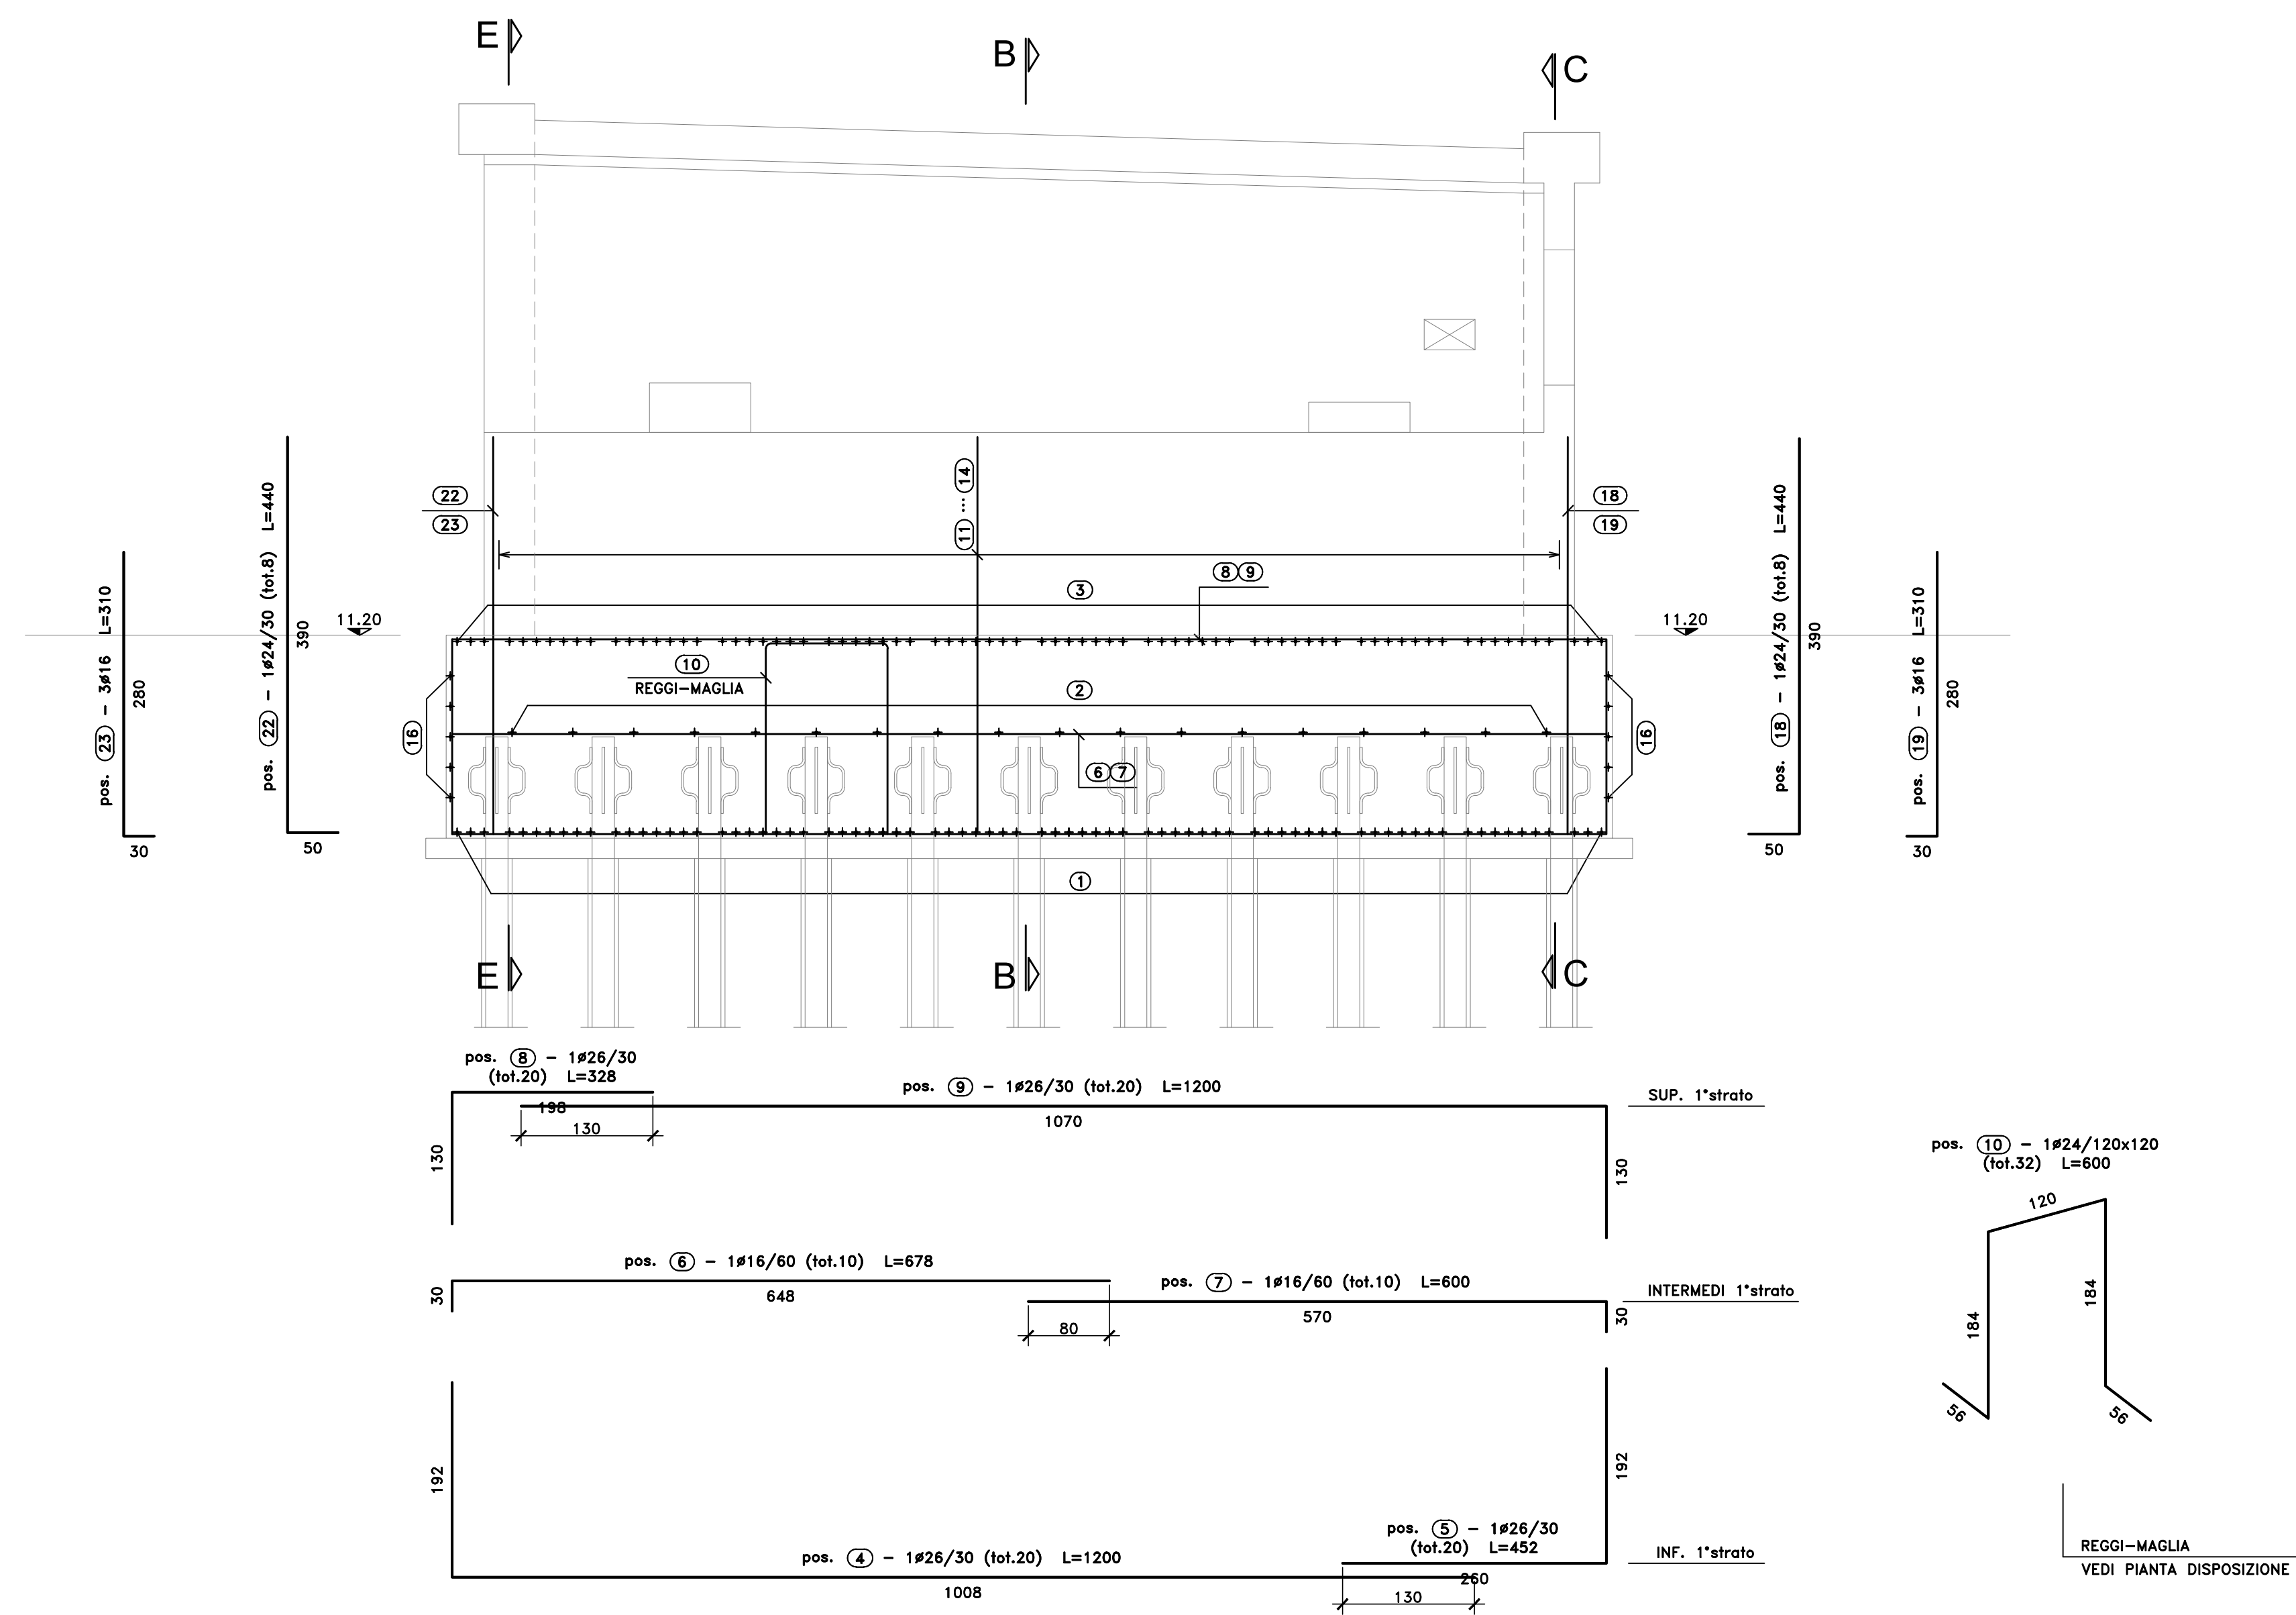 E
B
C
22
23
11 ... 14
18
19
8 9
3
11.20
11.20
10
REGGI-MAGLIA
2
16
16
6 7
1
pos. 23 - 3ø16 L=310
280
30
pos. 22 - 1ø24/30 (tot.8) L=440
390
50
pos. 18 - 1ø24/30 (tot.8) L=440
390
50
pos. 19 - 3ø16 L=310
280
30
E
B
C
pos. 8 - 1ø26/30
(tot.20) L=328
198
130
130
pos. 9 - 1ø26/30 (tot.20) L=1200
1070
130
SUP. 1°strato
pos. 6 - 1ø16/60 (tot.10) L=678
648
30
pos. 7 - 1ø16/60 (tot.10) L=600
570
80
30
INTERMEDI 1°strato
192
192
pos. 4 - 1ø26/30 (tot.20) L=1200
1008
pos. 5 - 1ø26/30
(tot.20) L=452
260
130
INF. 1°strato
pos. 10 - 1ø24/120x120
(tot.32) L=600
120
184
184
56
56
REGGI-MAGLIA
VEDI PIANTA DISPOSIZIONE